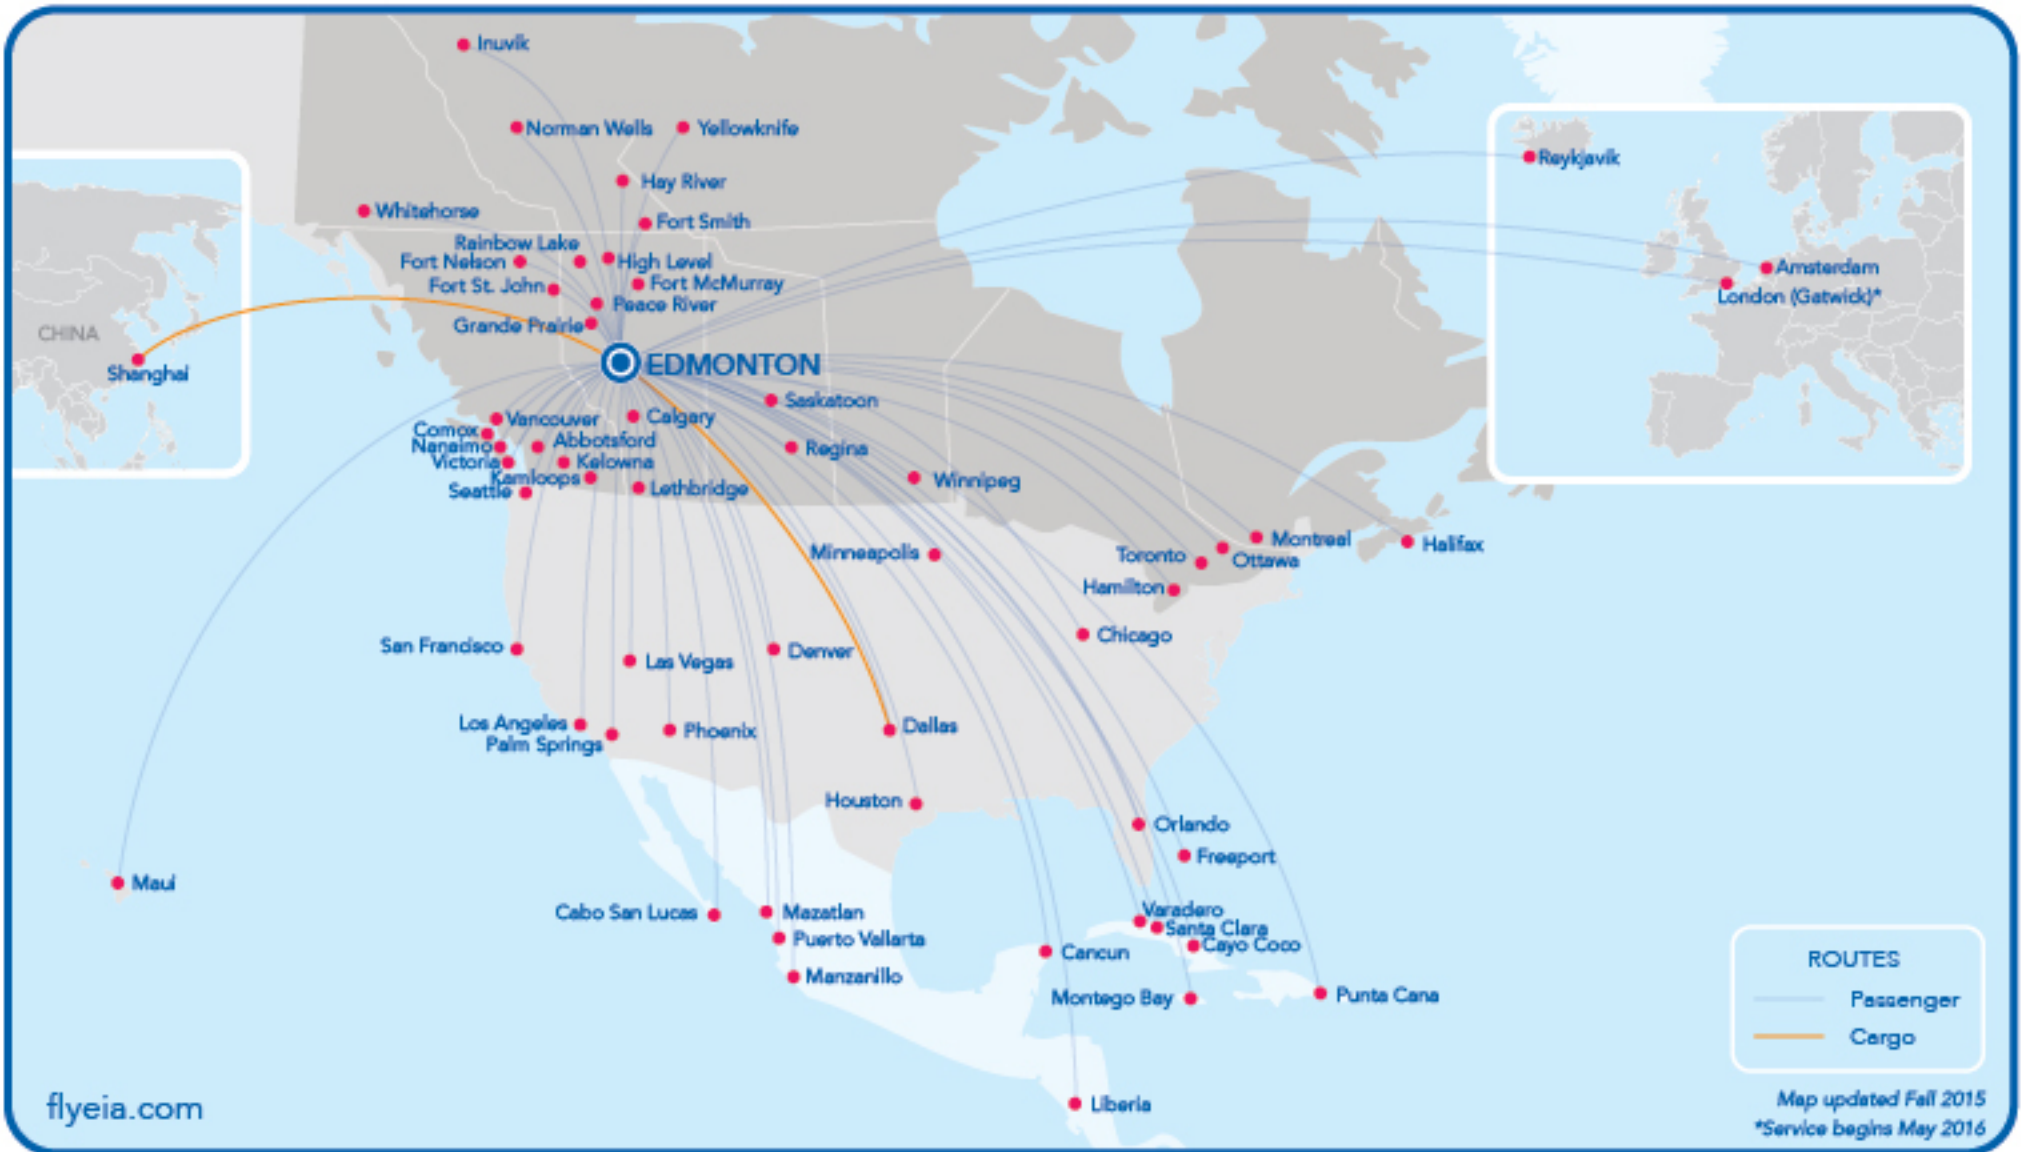 Inuvik
Norman Wells
Yellowknife
Hay River
Whitehorse
Fort Smith
Rainbow Lake
Fort Nelson
High Level
Fort St. John
Fort McMurray
Peace River
Grande Prairie
Reykjavik
Amsterdam
London (Gatwick)*
CHINA
Shanghai
EDMONTON
Saskatoon
Vancouver
Calgary
Comox
Abbotsford
Nanaimo
Regina
Victoria
Kelowna
Kamloops
Winnipeg
Seattle
Lethbridge
Minneapolis
Toronto
Montreal
Ottawa
Halifax
Hamilton
Chicago
San Francisco
Las Vegas
Denver
Los Angeles
Palm Springs
Phoenix
Dallas
Houston
Orlando
Freeport
Maui
Cabo San Lucas
Mazatlan
Varadero
Santa Clara
Puerto Vallarta
Cayo Coco
Cancun
Manzanillo
Montego Bay
Punta Cana
Liberia
ROUTES
Passenger
Cargo
flyeia.com
Map updated Fall 2015
*Service begins May 2016